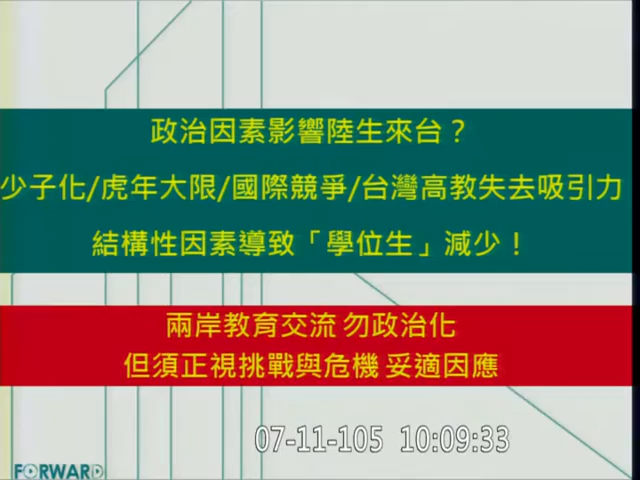 政治因素影響陸生來台？
少子化/虎年大限/國際競爭/台灣高教失去吸引力
結構性因素導致「學位生」減少！
兩岸教育交流 勿政治化
但須正視挑戰與危機 妥適因應
07-11-105 10:09:33
FORWARD